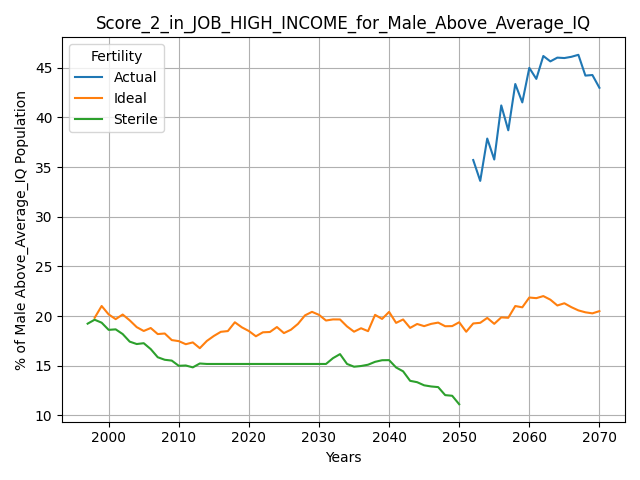 Score_2_in_JOB_HIGH_INCOME_for_Male_Above_Average_IQ
Fertility
Actual
Ideal
Sterile
% of Male Above_Average_IQ Population
45
40
35
30
25
20
15
10
2000 2010 2020 2030 2040 2050 2060 2070
Years